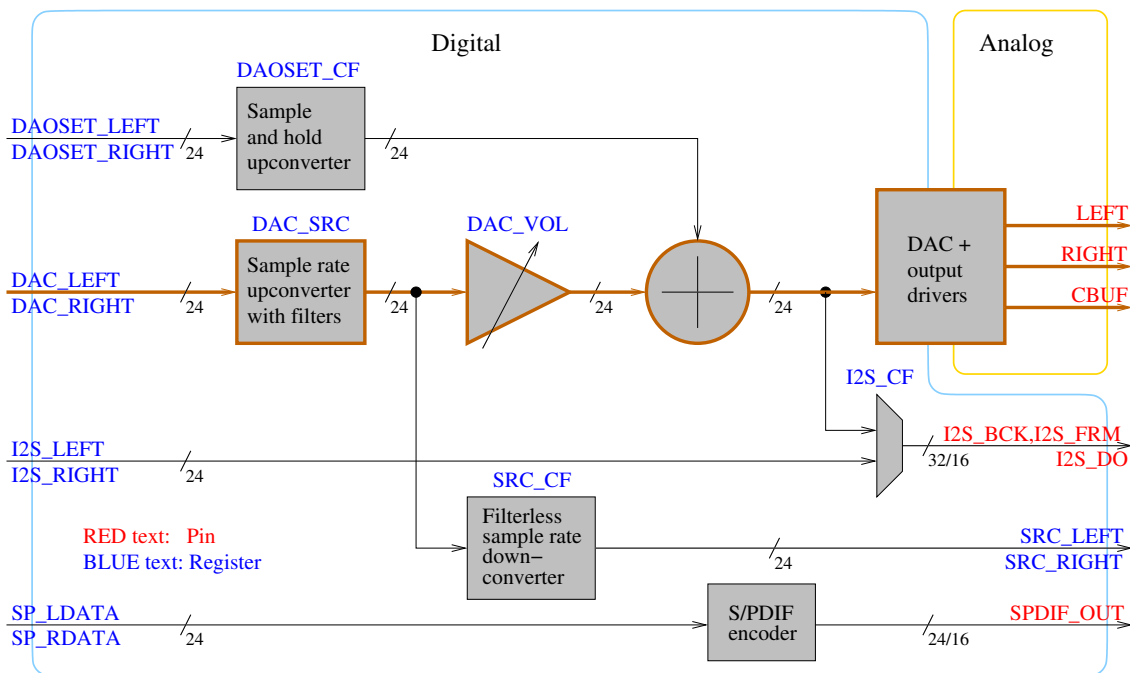 Digital
Analog
DAOSET_CF
Sample
and hold
upconverter
DAOSET_LEFT
DAOSET_RIGHT
24
24
DAC_SRC
Sample rate
upconverter
with filters
DAC_VOL
DAC_LEFT
DAC_RIGHT
24
24
24
24
DAC +
output
drivers
LEFT
RIGHT
CBUF
I2S_CF
I2S_LEFT
I2S_RIGHT
24
32/16
I2S_BCK,I2S_FRM
I2S_DO
SRC_CF
Filterless
sample rate
down−
converter
24
SRC_LEFT
SRC_RIGHT
RED text: Pin
BLUE text: Register
SP_LDATA
SP_RDATA
24
S/PDIF
encoder
24/16
SPDIF_OUT